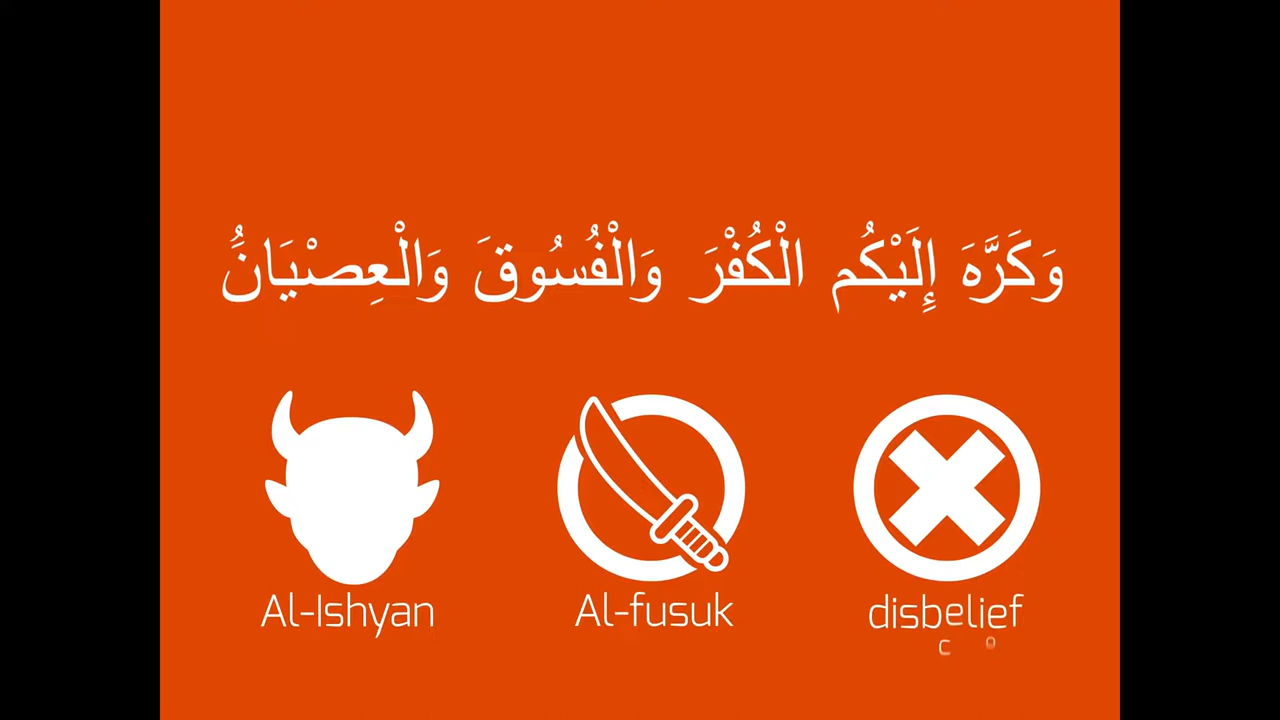 وَكَرَّهَ إِلَيْكُم الْكُفْرَ وَالْفُسُوقَ وَالْعِصْيَانَُ
Al-Ishyan
Al-fusuk
disbelief